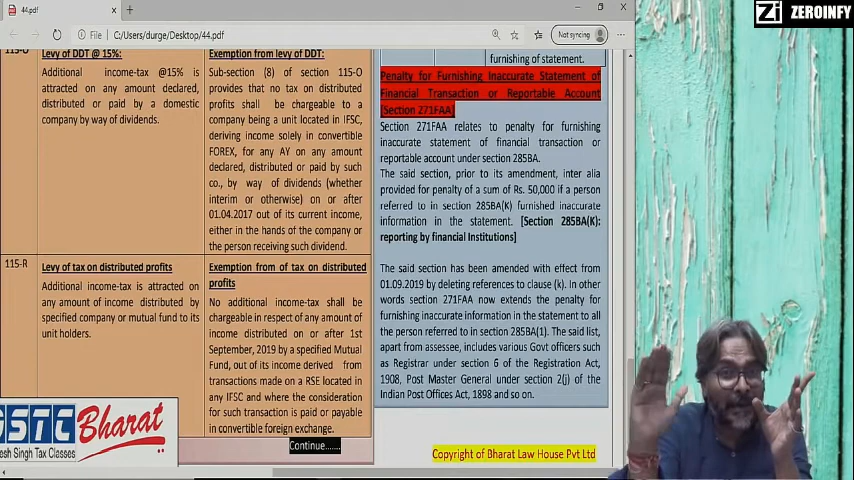 44.pdf
File
C:/Users/durge/Desktop/44.pdf
Not syncing
ZEROINFY
115-O
Levy of DDT @ 15%:
Additional income-tax @15% is
attracted on any amount declared,
distributed or paid by a domestic
company by way of dividends.
Exemption from levy of DDT:
Sub-section (8) of section 115-O
provides that no tax on distributed
profits shall be chargeable to a
company being a unit located in IFSC,
deriving income solely in convertible
FOREX, for any AY on any amount
declared, distributed or paid by such
co., by way of dividends (whether
interim or otherwise) on or after
01.04.2017 out of its current income,
either in the hands of the company or
the person receiving such dividend.
115-R
Levy of tax on distributed profits
Additional income-tax is attracted on
any amount of income distributed by
specified company or mutual fund to its
unit holders.
Exemption from of tax on distributed
profits
No additional income-tax shall be
chargeable in respect of any amount of
income distributed on or after 1st
September, 2019 by a specified Mutual
Fund, out of its income derived from
transactions made on a RSE located in
any IFSC and where the consideration
for such transaction is paid or payable
in convertible foreign exchange.
Continue.......
furnishing of statement.
Penalty for Furnishing Inaccurate Statement of
Financial Transaction or Reportable Account
[Section 271FAA]
Section 271FAA relates to penalty for furnishing
inaccurate statement of financial transaction or
reportable account under section 285BA.
The said section, prior to its amendment, inter alia
provided for penalty of a sum of Rs. 50,000 if a person
referred to in section 285BA(K) furnished inaccurate
information in the statement. [Section 285BA(K):
reporting by financial Institutions]
The said section has been amended with effect from
01.09.2019 by deleting references to clause (k). In other
words section 271FAA now extends the penalty for
furnishing inaccurate information in the statement to all
the person referred to in section 285BA(1). The said list,
apart from assessee, includes various Govt officers such
as Registrar under section 6 of the Registration Act,
1908, Post Master General under section 2(j) of the
Indian Post Offices Act, 1898 and so on.
Copyright of Bharat Law House Pvt Ltd
GSTC Bharat
esh Singh Tax Classes